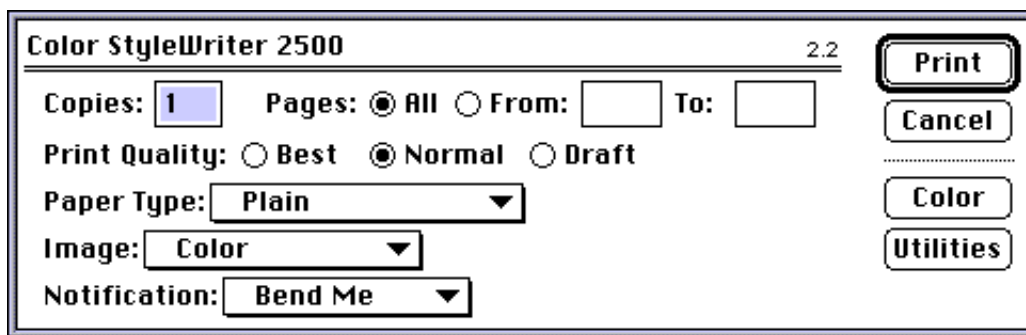 Color StyleWriter 2500 2.2
Print
Copies: 1 Pages: All From: To:
Cancel
Print Quality: Best Normal Draft
Paper Type: Plain
Color
Image: Color
Utilities
Notification: Bend Me